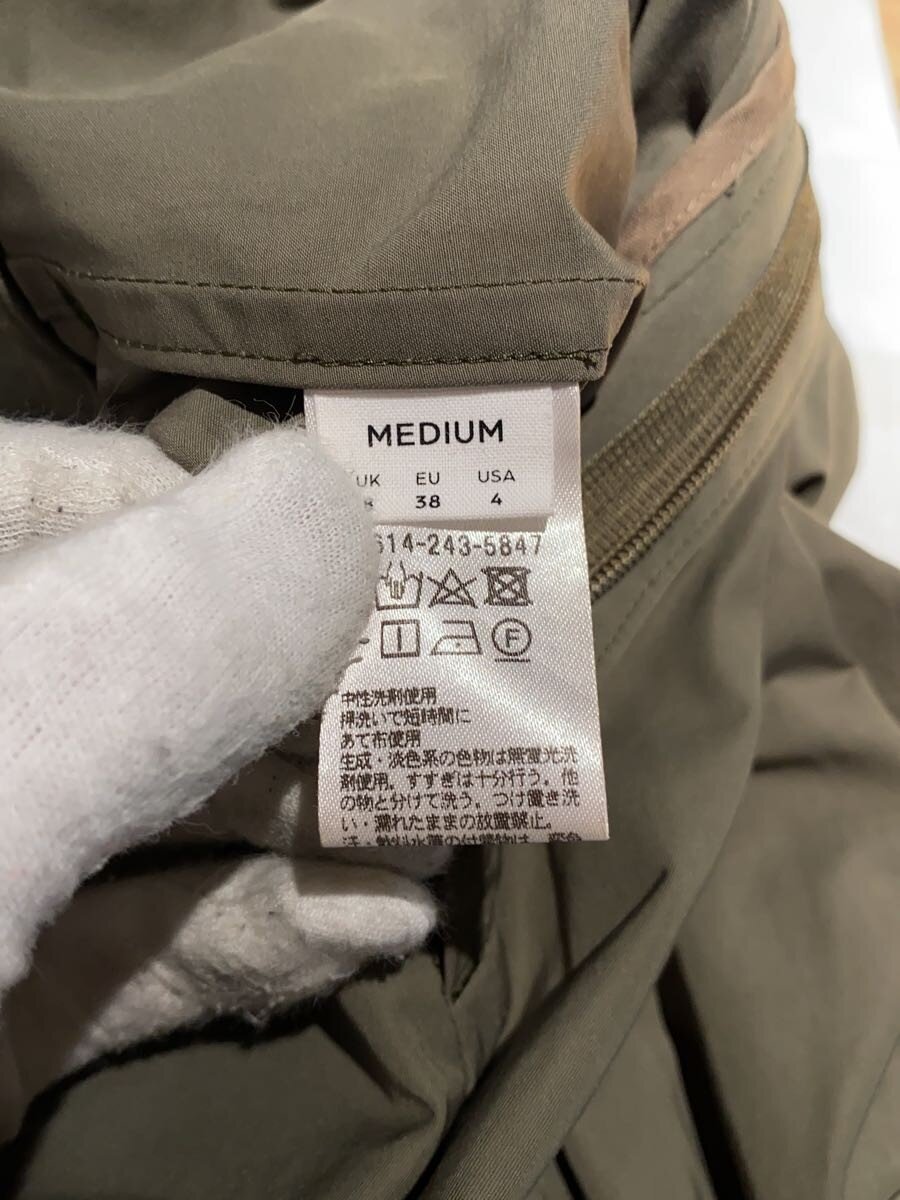 MEDIUM
UK EU USA
38 4
614-243-5847
F
中性洗剤使用
押洗いで短時間に
あて布使用
生成・淡色系の色物は無蛍光洗
剤使用。すすぎは十分行う。他
の物と分けて洗う。つけ置き洗
い・濡れたままの放置禁止。